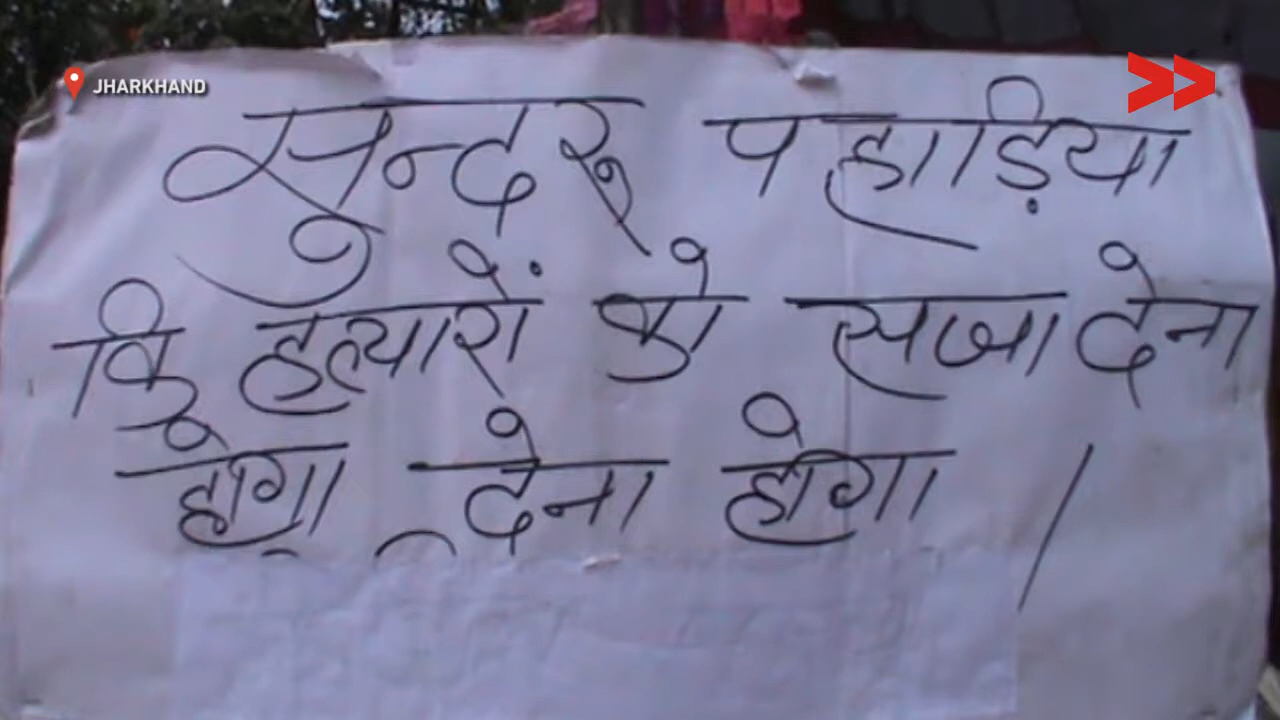 JHARKHAND
सुन्दरू पहाड़िया
कि हत्यारों को सजा देना
होगा देना होगा ।